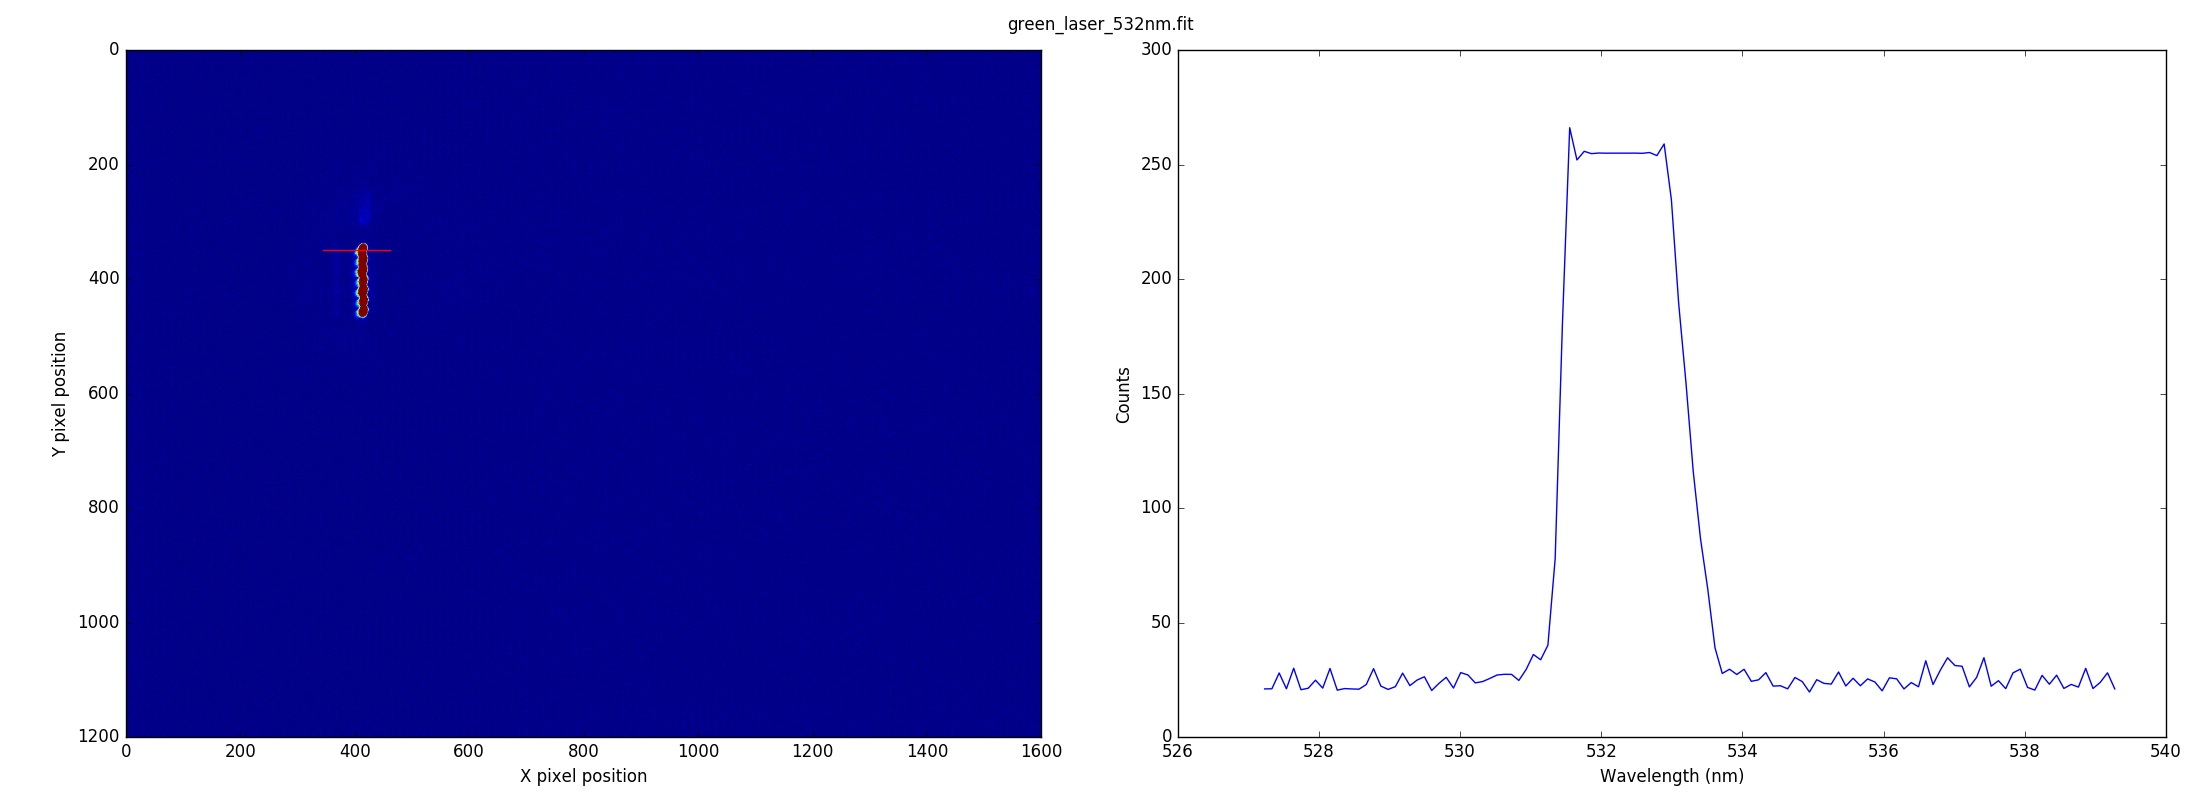 green_laser_532nm.fit
0
200
400
600
800
1000
1200
Y pixel position
0 200 400 600 800 1000 1200 1400 1600
X pixel position
300
250
200
150
100
50
0
Counts
526 528 530 532 534 536 538 540
Wavelength (nm)